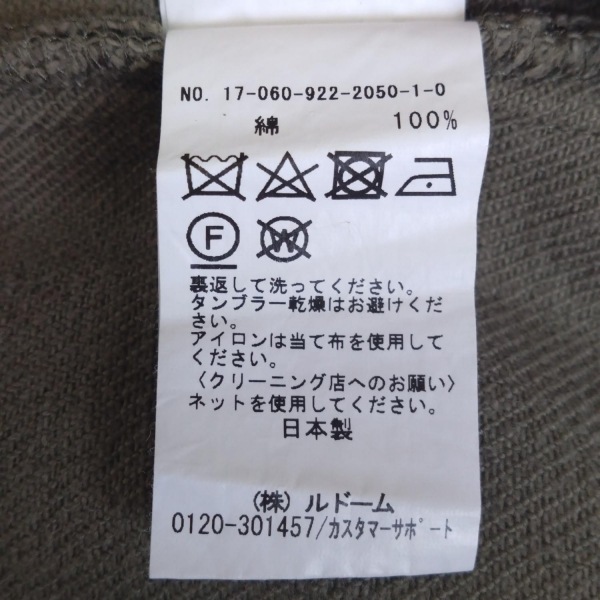 NO. 17-060-922-2050-1-0
綿 100%
F W
裏返して洗ってください。
タンブラー乾燥はお避けくだ
さい。
アイロンは当て布を使用して
ください。
〈クリーニング店へのお願い〉
ネットを使用してください。
日本製
(株) ルドーム
0120-301457/カスタマーサポート